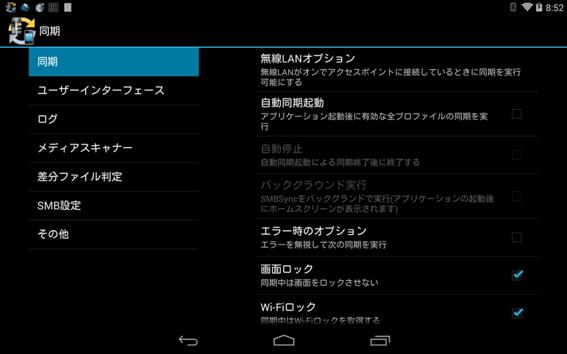 8:52
同期
同期
ユーザーインターフェース
ログ
メディアスキャナー
差分ファイル判定
SMB設定
その他
無線LANオプション
無線LANがオンでアクセスポイントに接続しているときに同期を実行
可能にする
自動同期起動
アプリケーション起動後に有効な全プロファイルの同期を実
行
自動停止
自動同期起動による同期終了後に終了する
バックグラウンド実行
SMBSyncをバックグランドで実行(アプリケーションの起動後
にホームスクリーンが表示されます)
エラー時のオプション
エラーを無視して次の同期を実行
画面ロック
同期中は画面をロックさせない
Wi-Fiロック
同期中はWi-Fiロックを取得する